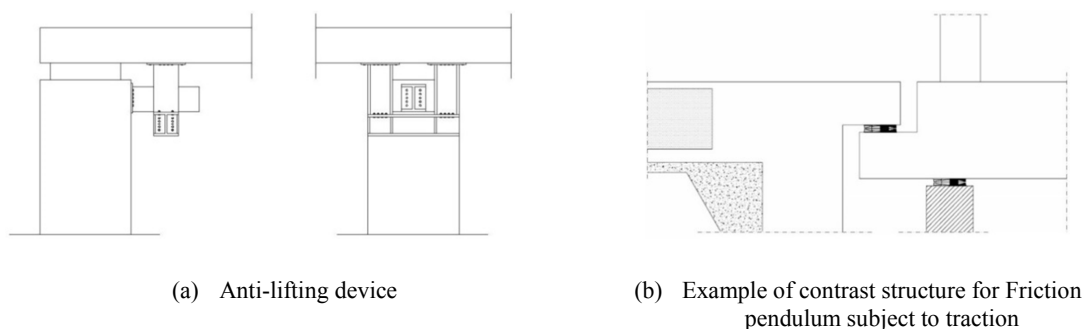 (a) Anti-lifting device
(b) Example of contrast structure for Friction
pendulum subject to traction